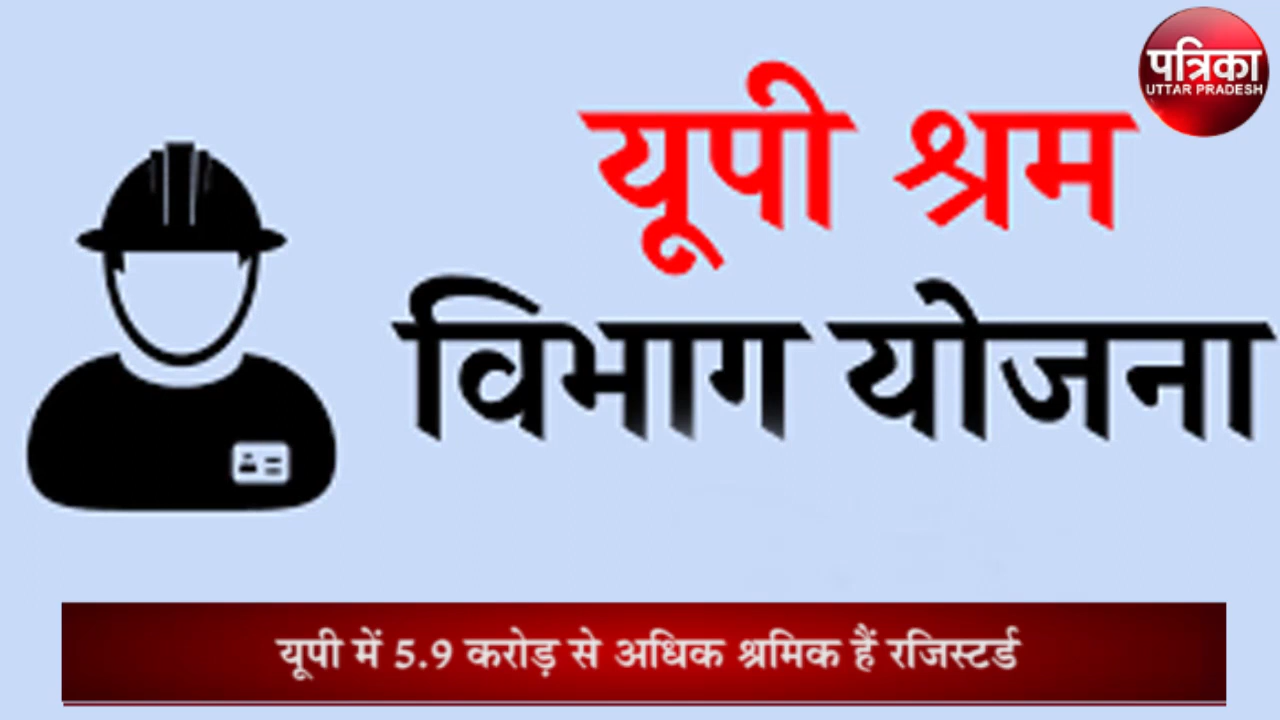 पत्रिका
UTTAR PRADESH
यूपी श्रम
विभाग योजना
यूपी में 5.9 करोड़ से अधिक श्रमिक हैं रजिस्टर्ड